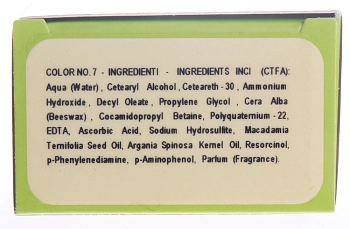 COLOR NO. 7 - INGREDIENTI - INGREDIENTS INCI (CTFA):
Aqua (Water), Cetearyl Alcohol, Ceteareth - 30, Ammonium
Hydroxide, Decyl Oleate, Propylene Glycol, Cera Alba
(Beeswax), Cocamidopropyl Betaine, Polyquaternium - 22,
EDTA, Ascorbic Acid, Sodium Hydrosulfite, Macadamia
Ternifolia Seed Oil, Argania Spinosa Kernel Oil, Resorcinol,
p-Phenylenediamine, p-Aminophenol, Parfum (Fragrance).